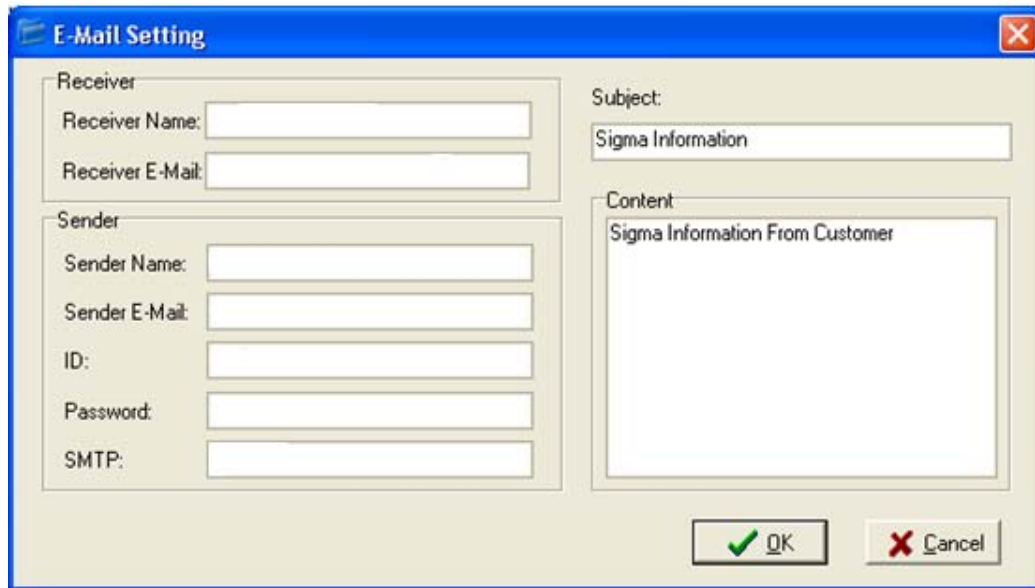 E-Mail Setting
Receiver
Receiver Name:
Receiver E-Mail:
Sender
Sender Name:
Sender E-Mail:
ID:
Password:
SMTP:
Subject:
Sigma Information
Content
Sigma Information From Customer
OK
Cancel